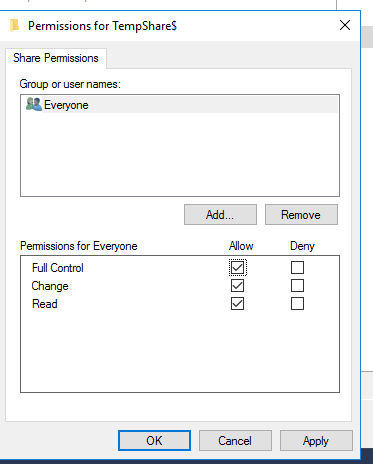 Permissions for TempShare$
Share Permissions
Group or user names:
Everyone
Add... Remove
Permissions for Everyone Allow Deny
Full Control
Change
Read
OK Cancel Apply